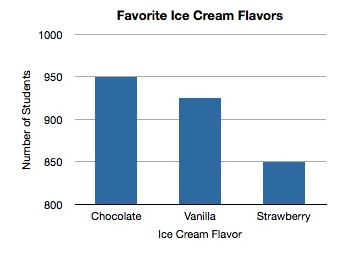 Favorite Ice Cream Flavors
1000
950
900
850
800
Number of Students
Chocolate Vanilla Strawberry
Ice Cream Flavor